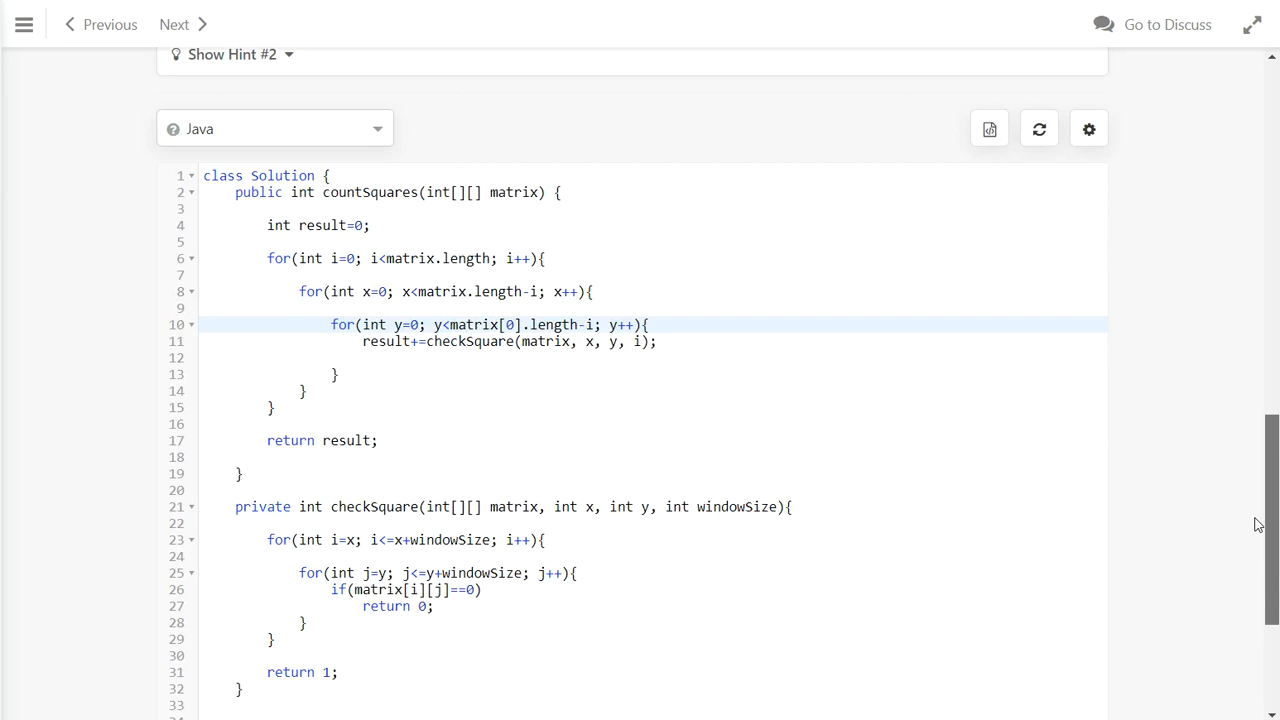 Previous Next Go to Discuss
Show Hint #2
Java
1 class Solution {
2 public int countSquares(int[][] matrix) {
3
4 int result=0;
5
6 for(int i=0; i<matrix.length; i++){
7
8 for(int x=0; x<matrix.length-i; x++){
9
10 for(int y=0; y<matrix[0].length-i; y++){
11 result+=checkSquare(matrix, x, y, i);
12
13 }
14 }
15 }
16
17 return result;
18
19 }
20
21 private int checkSquare(int[][] matrix, int x, int y, int windowSize){
22
23 for(int i=x; i<=x+windowSize; i++){
24
25 for(int j=y; j<=y+windowSize; j++){
26 if(matrix[i][j]==0)
27 return 0;
28 }
29 }
30
31 return 1;
32 }
33